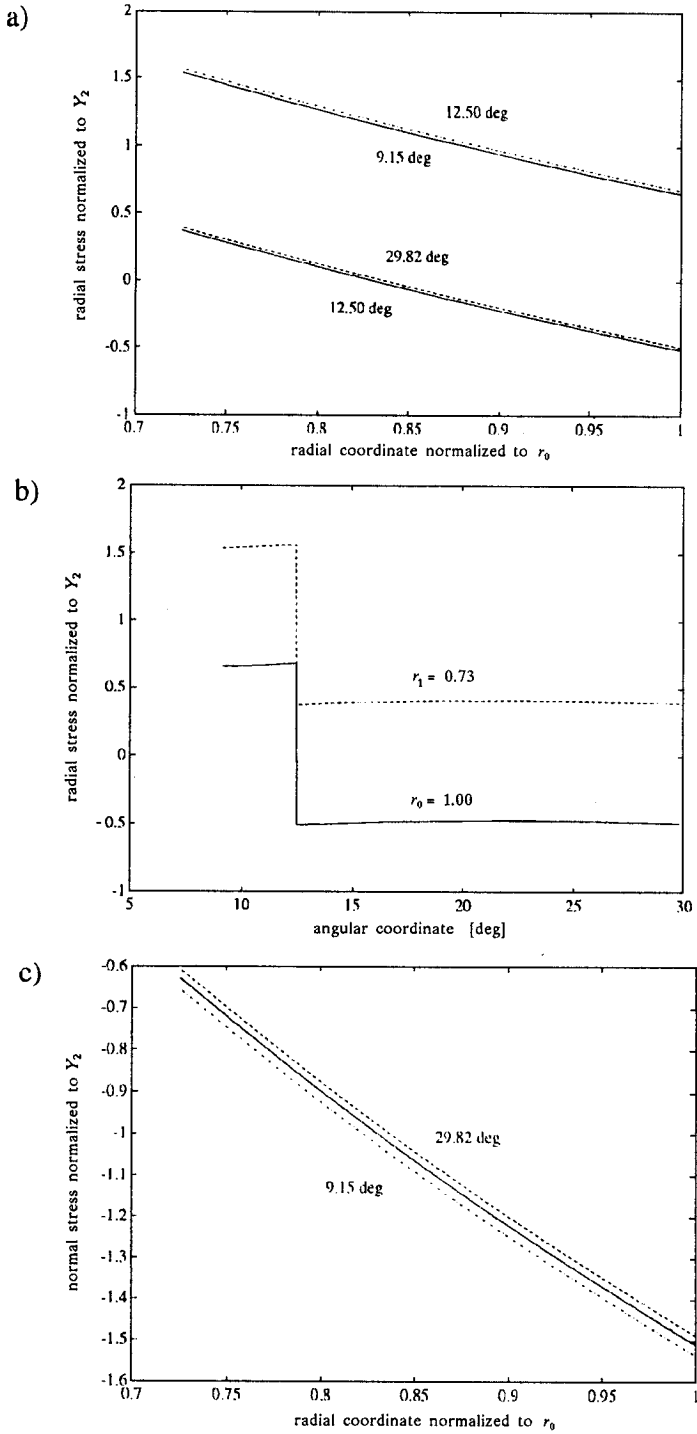 a)
2
1.5
1
0.5
0
-0.5
-1
radial stress normalized to Y2
12.50 deg
9.15 deg
29.82 deg
12.50 deg
0.7 0.75 0.8 0.85 0.9 0.95 1
radial coordinate normalized to r0
b)
2
1.5
1
0.5
0
-0.5
-1
radial stress normalized to Y2
r1 = 0.73
r0 = 1.00
5 10 15 20 25 30
angular coordinate [deg]
c)
-0.6
-0.7
-0.8
-0.9
-1
-1.1
-1.2
-1.3
-1.4
-1.5
-1.6
normal stress normalized to Y2
29.82 deg
9.15 deg
0.7 0.75 0.8 0.85 0.9 0.95 1
radial coordinate normalized to r0